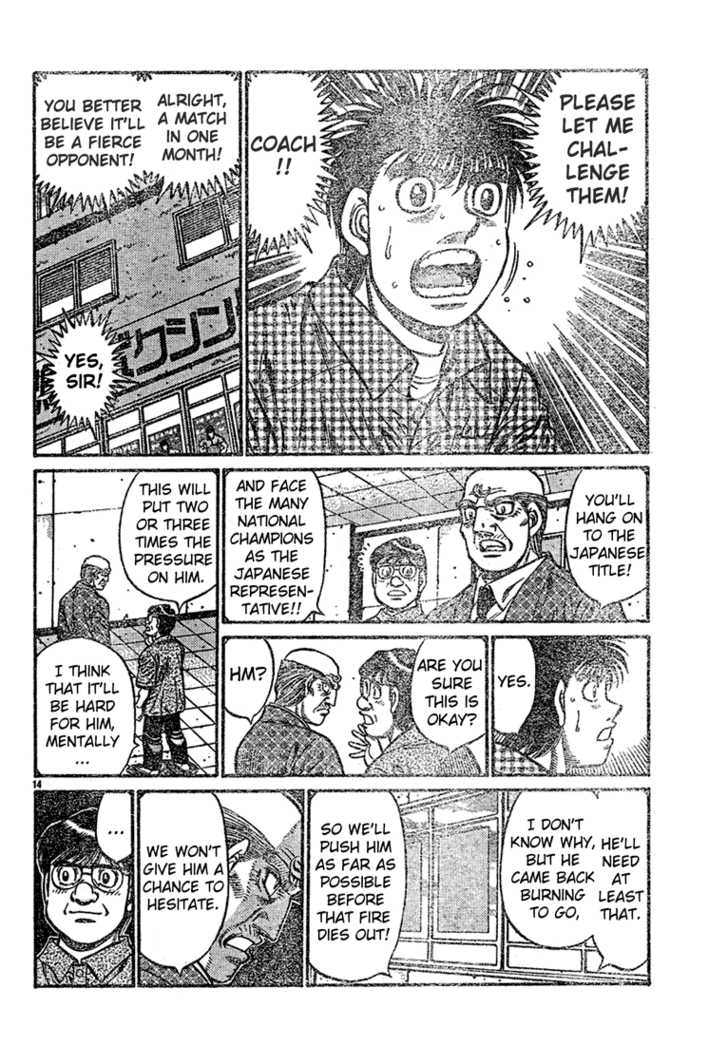 PLEASE
LET ME
CHAL-
LENGE
THEM!
COACH
!!
ALRIGHT,
A MATCH
IN ONE
MONTH!
YOU BETTER
BELIEVE IT'LL
BE A FIERCE
OPPONENT!
クシン
YES,
SIR!
YOU'LL
HANG ON
TO THE
JAPANESE
TITLE!
AND FACE
THE MANY
NATIONAL
CHAMPIONS
AS THE
JAPANESE
REPRESEN-
TATIVE!!
YES.
ARE YOU
SURE
THIS IS
OKAY?
HM?
THIS WILL
PUT TWO
OR THREE
TIMES THE
PRESSURE
ON HIM.
I THINK
THAT IT'LL
BE HARD
FOR HIM,
MENTALLY
...
14
HE'LL
NEED
AT
LEAST
THAT.
I DON'T
KNOW WHY,
BUT HE
CAME BACK
BURNING
TO GO,
SO WE'LL
PUSH HIM
AS FAR AS
POSSIBLE
BEFORE
THAT FIRE
DIES OUT!
WE WON'T
GIVE HIM A
CHANCE TO
HESITATE.
...